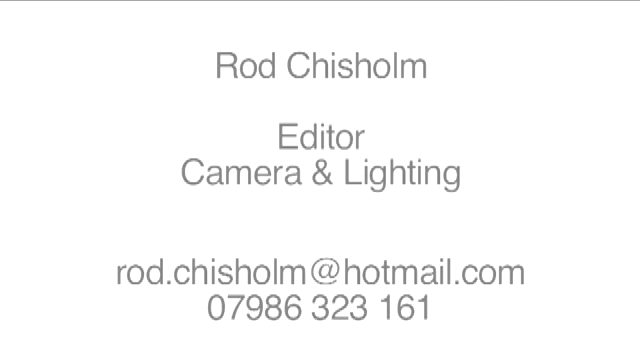 Rod Chisholm
Editor
Camera & Lighting
rod.chisholm@hotmail.com
07986 323 161